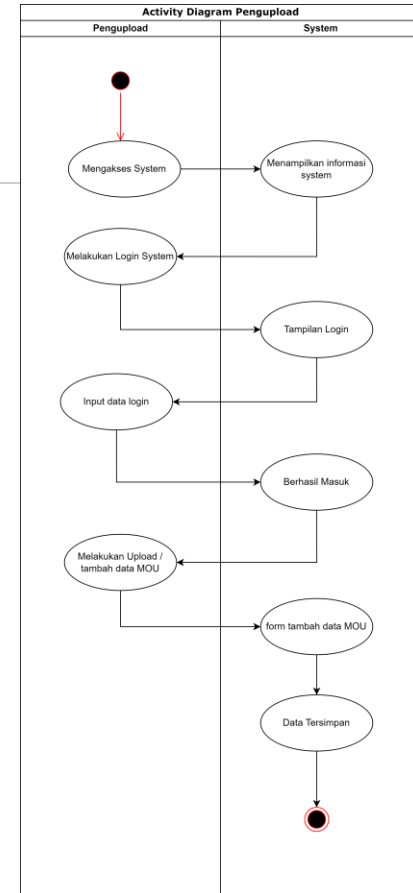 Activity Diagram Pengupload
Pengupload
System
Mengakses System
Menampilkan informasi
system
Melakukan Login System
Tampilan Login
Input data login
Berhasil Masuk
Melakukan Upload /
tambah data MOU
form tambah data MOU
Data Tersimpan